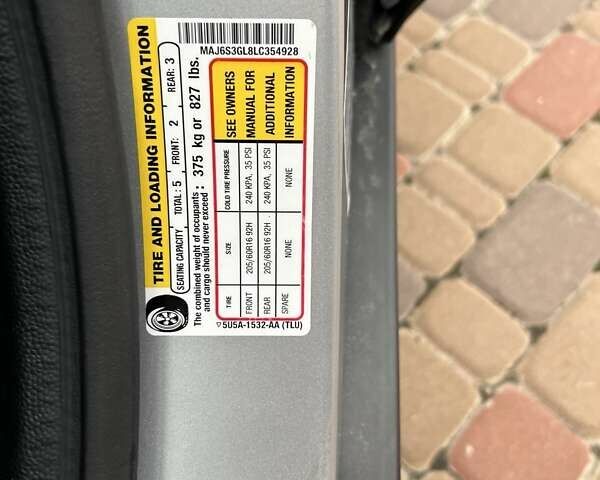 MAJ6S3GL8LC354928
TIRE AND LOADING INFORMATION
SEATING CAPACITY TOTAL : 5 FRONT: 2 REAR: 3
The combined weight of occupants : 375 kg or 827 lbs.
and cargo should never exceed
TIRE SIZE COLD TIRE PRESSURE SEE OWNERS
FRONT 205/60R16 92H 240 KPA, 35 PSI MANUAL FOR
REAR 205/60R16 92H 240 KPA, 35 PSI ADDITIONAL
SPARE NONE NONE INFORMATION
5U5A-1532-AA (TLU)